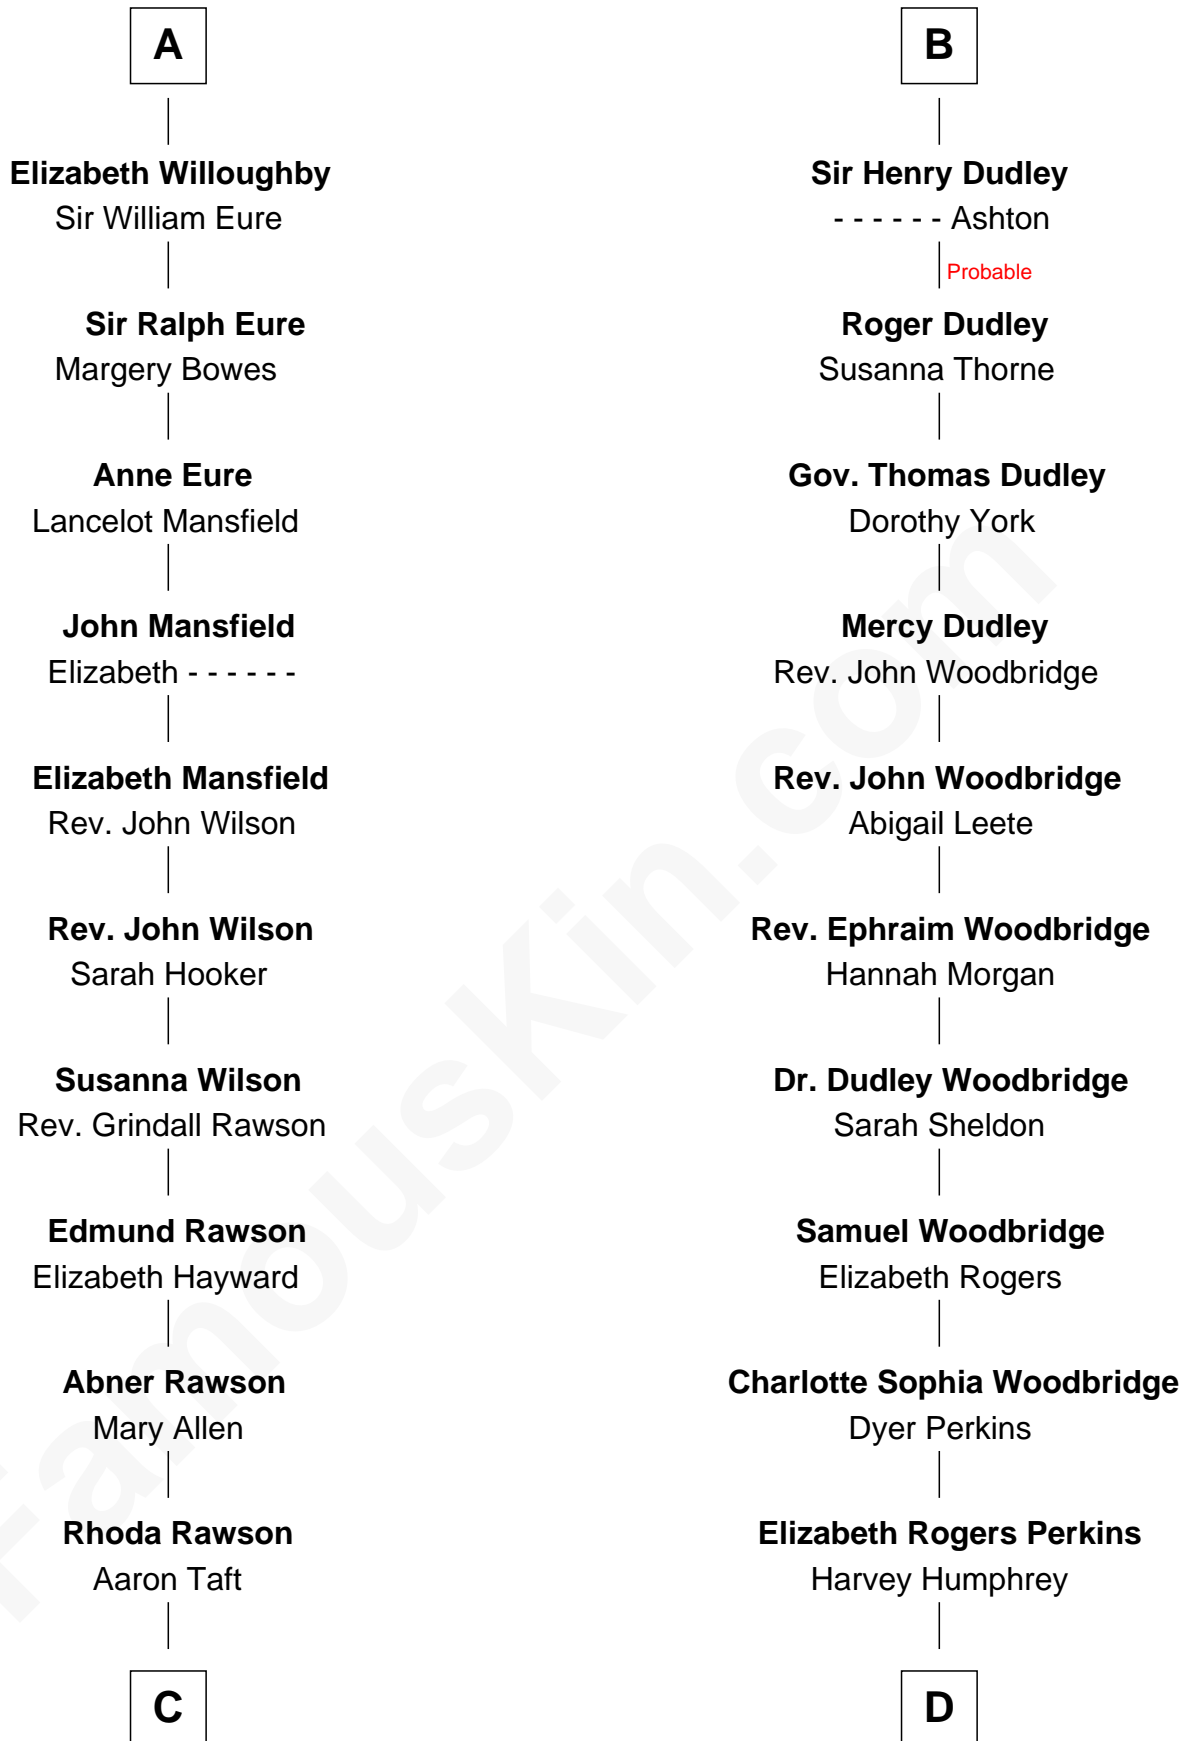 A
Elizabeth Willoughby
Sir William Eure
Sir Ralph Eure
Margery Bowes
Anne Eure
Lancelot Mansfield
John Mansfield
Elizabeth - - - - - -
Elizabeth Mansfield
Rev. John Wilson
Rev. John Wilson
Sarah Hooker
Susanna Wilson
Rev. Grindall Rawson
Edmund Rawson
Elizabeth Hayward
Abner Rawson
Mary Allen
Rhoda Rawson
Aaron Taft
C
B
Sir Henry Dudley
- - - - - - Ashton
Probable
Roger Dudley
Susanna Thorne
Gov. Thomas Dudley
Dorothy York
Mercy Dudley
Rev. John Woodbridge
Rev. John Woodbridge
Abigail Leete
Rev. Ephraim Woodbridge
Hannah Morgan
Dr. Dudley Woodbridge
Sarah Sheldon
Samuel Woodbridge
Elizabeth Rogers
Charlotte Sophia Woodbridge
Dyer Perkins
Elizabeth Rogers Perkins
Harvey Humphrey
D
FamousKin.com